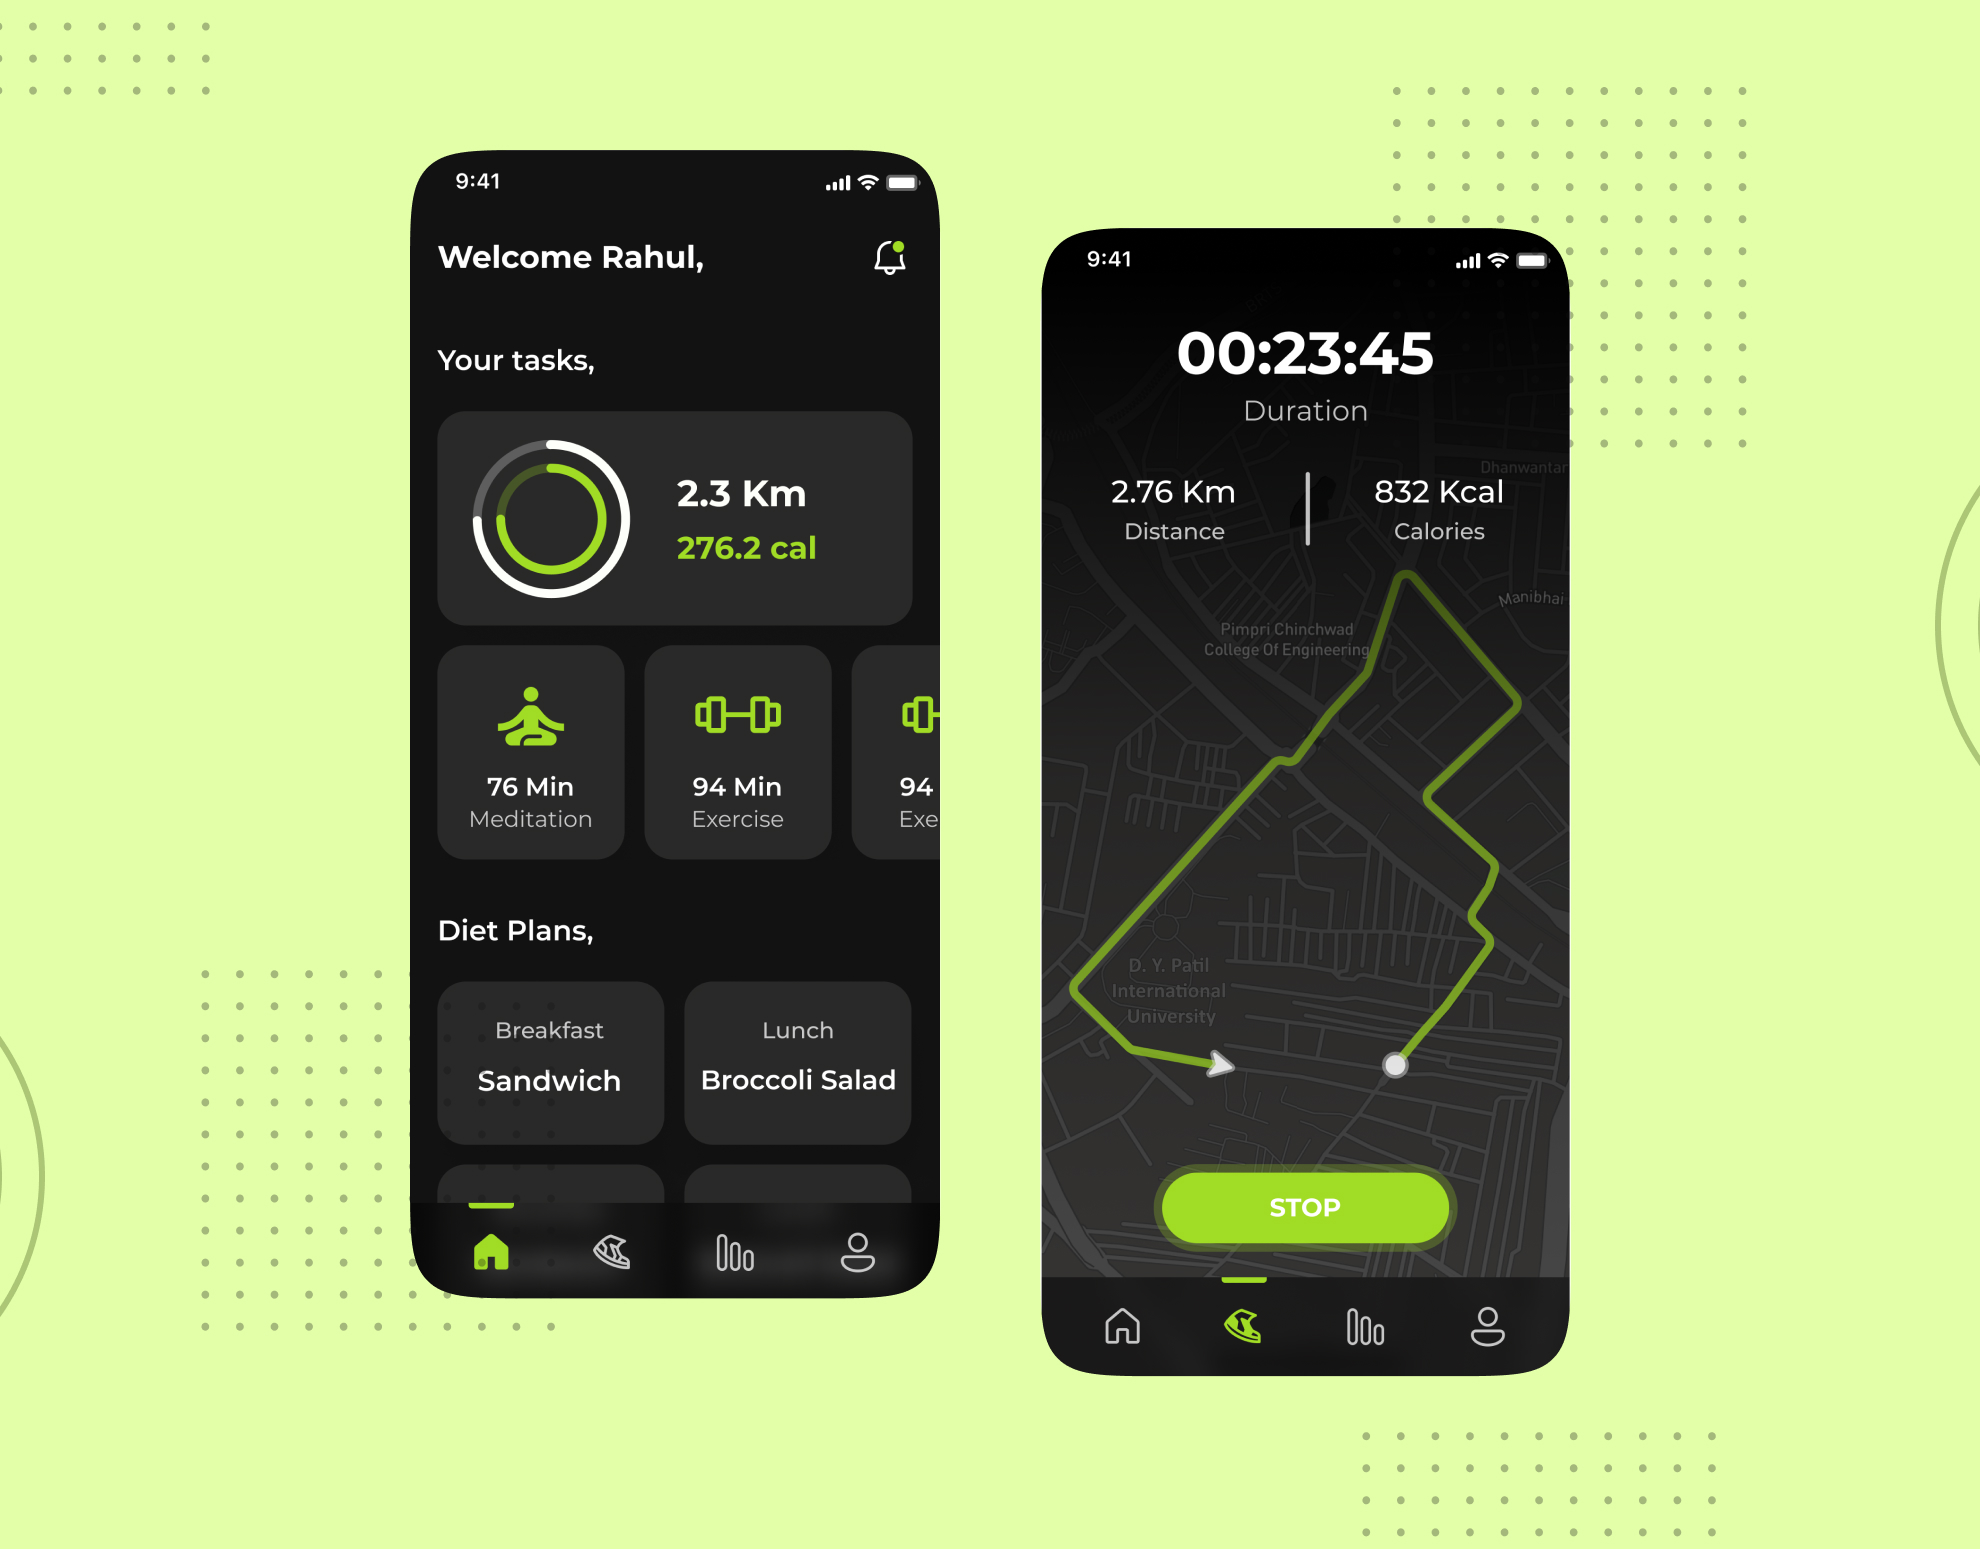 9:41
Welcome Rahul,
Your tasks,
2.3 Km
276.2 cal
76 Min
Meditation
94 Min
Exercise
94
Exe
Diet Plans,
Breakfast
Sandwich
Lunch
Broccoli Salad
9:41
00:23:45
Duration
2.76 Km
Distance
832 Kcal
Calories
Dhanwantar
Manibhai
Pimpri Chinchwad
College Of Engineering
D. Y. Patil
International
University
STOP